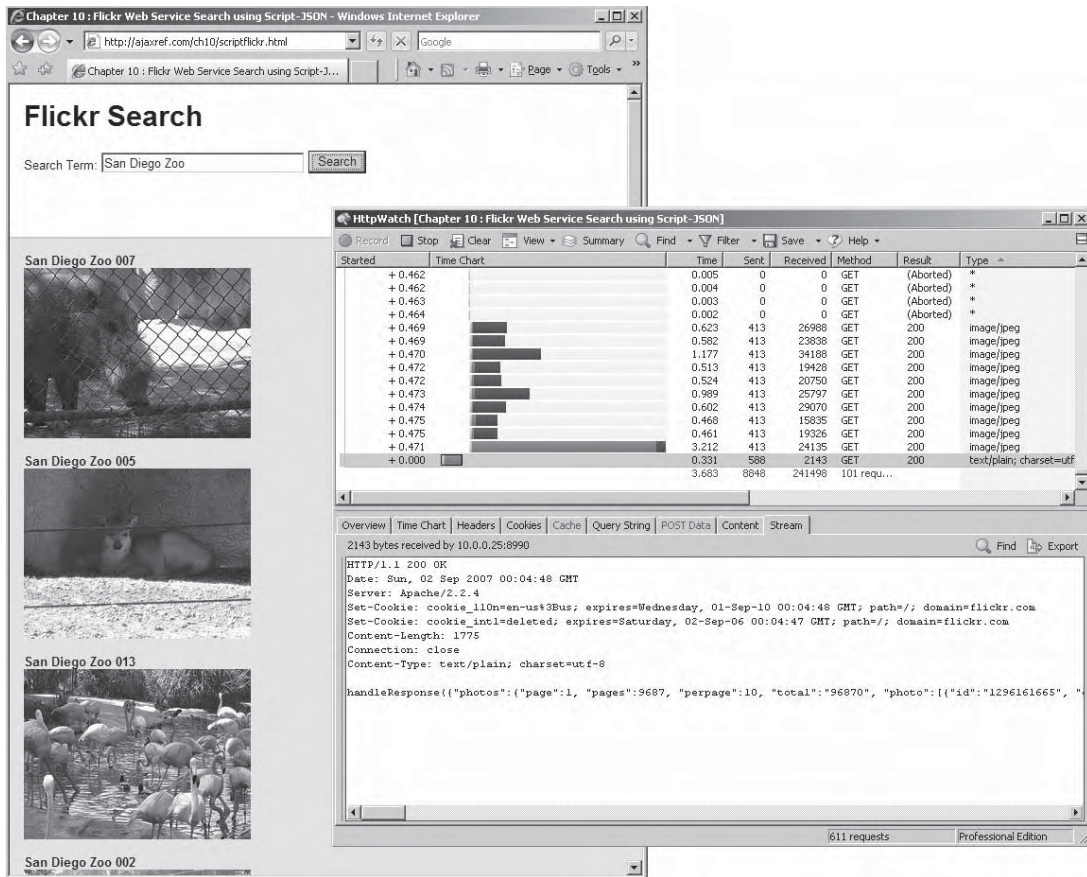 Chapter 10 : Flickr Web Service Search using Script-JSON - Windows Internet Explorer
http://ajaxref.com/ch10/scriptflickr.html
Google
Chapter 10 : Flickr Web Service Search using Script-J...
Page
Tools
»
Flickr Search
Search Term: San Diego Zoo Search
San Diego Zoo 007
San Diego Zoo 005
San Diego Zoo 013
San Diego Zoo 002
HttpWatch [Chapter 10 : Flickr Web Service Search using Script-JSON]
Record Stop Clear View Summary Find Filter Save Help
Started Time Chart Time Sent Received Method Result Type
+ 0.462 0.005 0 0 GET (Aborted) *
+ 0.462 0.004 0 0 GET (Aborted) *
+ 0.463 0.003 0 0 GET (Aborted) *
+ 0.464 0.002 0 0 GET (Aborted) *
+ 0.469 0.623 413 26988 GET 200 image/jpeg
+ 0.469 0.582 413 23838 GET 200 image/jpeg
+ 0.470 1.177 413 34188 GET 200 image/jpeg
+ 0.472 0.513 413 19428 GET 200 image/jpeg
+ 0.472 0.524 413 20750 GET 200 image/jpeg
+ 0.473 0.989 413 25797 GET 200 image/jpeg
+ 0.474 0.602 413 29070 GET 200 image/jpeg
+ 0.475 0.468 413 15835 GET 200 image/jpeg
+ 0.475 0.461 413 19326 GET 200 image/jpeg
+ 0.471 3.212 413 24135 GET 200 image/jpeg
+ 0.000 0.331 588 2143 GET 200 text/plain; charset=utf
3.683 8848 241498 101 requ...
Overview Time Chart Headers Cookies Cache Query String POST Data Content Stream
2143 bytes received by 10.0.0.25:8990 Find Export
HTTP/1.1 200 OK
Date: Sun, 02 Sep 2007 00:04:48 GMT
Server: Apache/2.2.4
Set-Cookie: cookie_l10n=en-us%3Bus; expires=Wednesday, 01-Sep-10 00:04:48 GMT; path=/; domain=flickr.com
Set-Cookie: cookie_intl=deleted; expires=Saturday, 02-Sep-06 00:04:47 GMT; path=/; domain=flickr.com
Content-Length: 1775
Connection: close
Content-Type: text/plain; charset=utf-8
handleResponse({"photos":{"page":1, "pages":9687, "perpage":10, "total":"96870", "photo":[{"id":"1296161665", "
611 requests Professional Edition